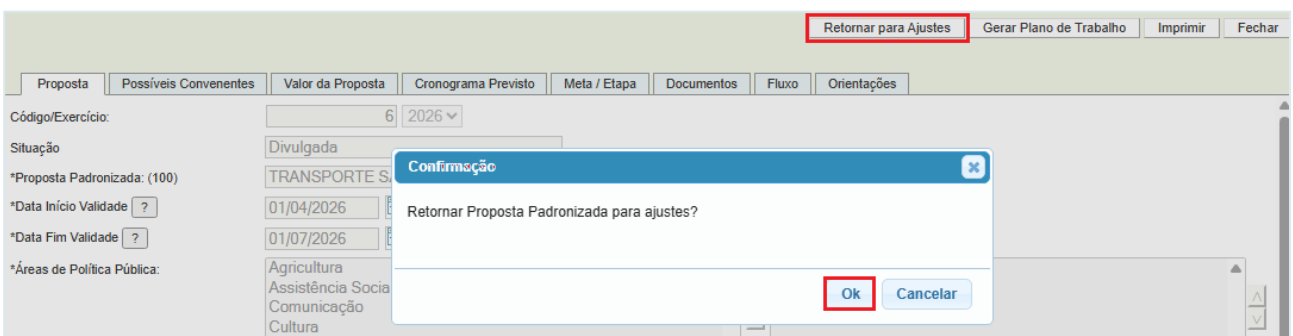 Retornar para Ajustes Gerar Plano de Trabalho Imprimir Fechar
Proposta Possíveis Convenentes Valor da Proposta Cronograma Previsto Meta / Etapa Documentos Fluxo Orientações
Código/Exercício: 6 2026
Situação Divulgada
Confirmação
*Proposta Padronizada: (100) TRANSPORTE
*Data Início Validade ? 01/04/2026
Retornar Proposta Padronizada para ajustes?
*Data Fim Validade ? 01/07/2026
*Áreas de Política Pública: Agricultura
Assistência Socia
Ok Cancelar
Comunicação
Cultura